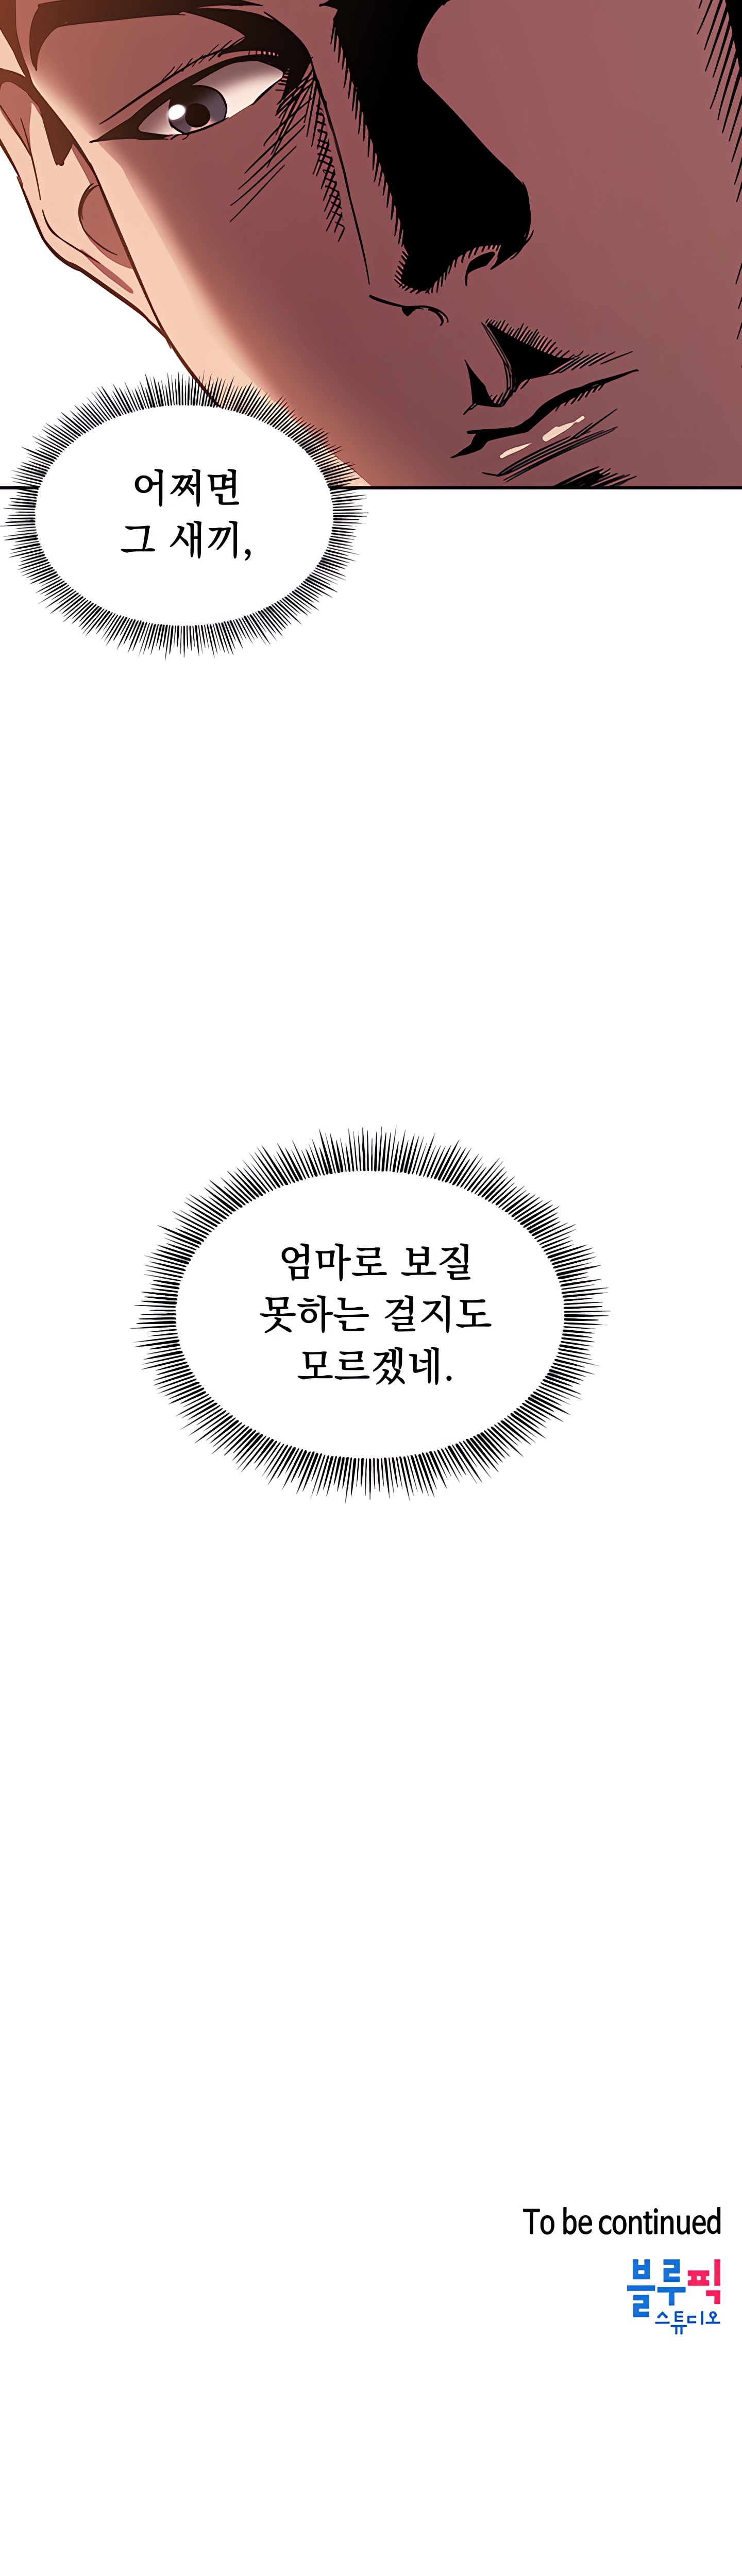 어쩌면
그 새끼,
엄마로 보질
못하는 걸지도
모르겠네.
To be continued
블루픽
스튜디오